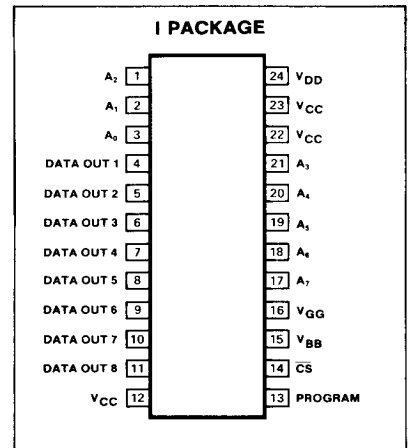 I PACKAGE
A₂ 1 24 VDD
A₁ 2 23 VCC
A₀ 3 22 VCC
DATA OUT 1 4 21 A₃
DATA OUT 2 5 20 A₄
DATA OUT 3 6 19 A₅
DATA OUT 4 7 18 A₆
DATA OUT 5 8 17 A₇
DATA OUT 6 9 16 VGG
DATA OUT 7 10 15 VBB
DATA OUT 8 11 14 C̅S̅
VCC 12 13 PROGRAM